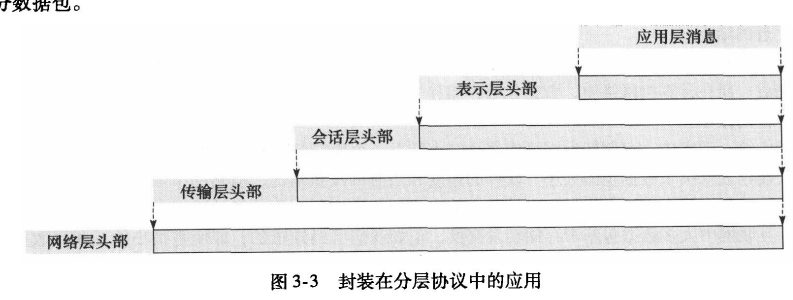 分数据包。
应用层消息
表示层头部
会话层头部
传输层头部
网络层头部
图3-3 封装在分层协议中的应用